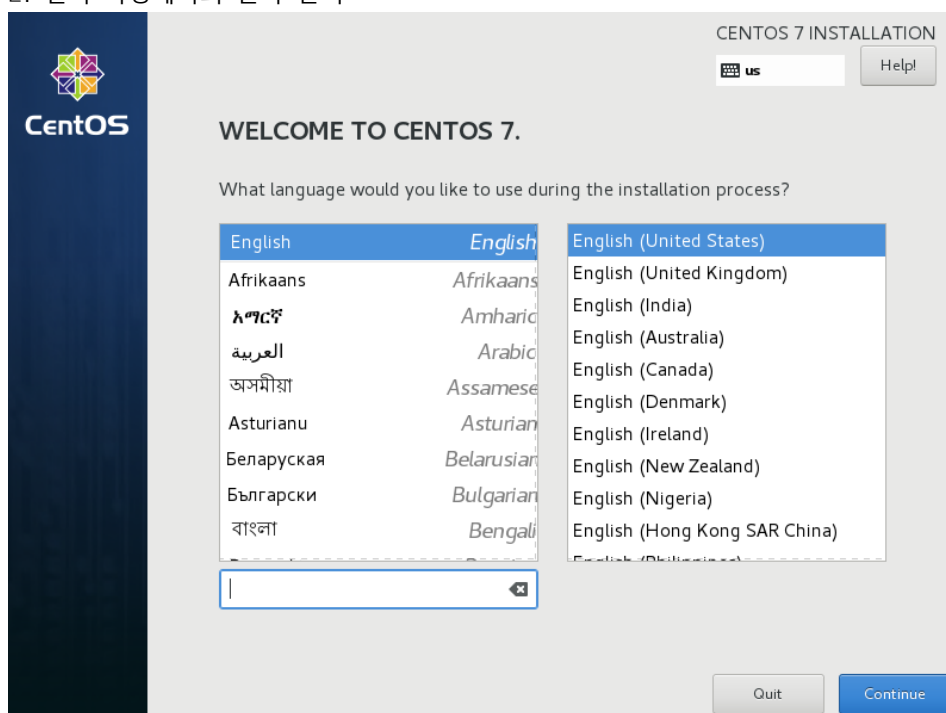 CENTOS 7 INSTALLATION
us
Help!
CentOS
WELCOME TO CENTOS 7.
What language would you like to use during the installation process?
English English
Afrikaans Afrikaans
አማርኛ Amharic
العربية Arabic
অসমীয়া Assamese
Asturianu Asturian
Беларуская Belarusian
Български Bulgarian
বাংলা Bengali
English (United States)
English (United Kingdom)
English (India)
English (Australia)
English (Canada)
English (Denmark)
English (Ireland)
English (New Zealand)
English (Nigeria)
English (Hong Kong SAR China)
English (Philippines)
Quit
Continue